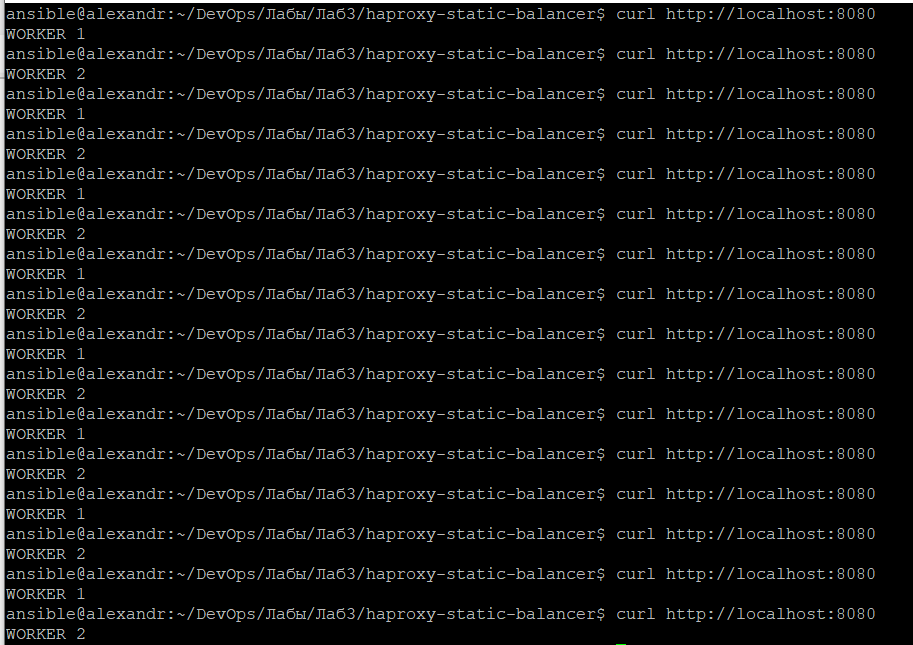 ansible@alexandr:~/DevOps/Лабы/Лаб3/haproxy-static-balancer$ curl http://localhost:8080
WORKER 1
ansible@alexandr:~/DevOps/Лабы/Лаб3/haproxy-static-balancer$ curl http://localhost:8080
WORKER 2
ansible@alexandr:~/DevOps/Лабы/Лаб3/haproxy-static-balancer$ curl http://localhost:8080
WORKER 1
ansible@alexandr:~/DevOps/Лабы/Лаб3/haproxy-static-balancer$ curl http://localhost:8080
WORKER 2
ansible@alexandr:~/DevOps/Лабы/Лаб3/haproxy-static-balancer$ curl http://localhost:8080
WORKER 1
ansible@alexandr:~/DevOps/Лабы/Лаб3/haproxy-static-balancer$ curl http://localhost:8080
WORKER 2
ansible@alexandr:~/DevOps/Лабы/Лаб3/haproxy-static-balancer$ curl http://localhost:8080
WORKER 1
ansible@alexandr:~/DevOps/Лабы/Лаб3/haproxy-static-balancer$ curl http://localhost:8080
WORKER 2
ansible@alexandr:~/DevOps/Лабы/Лаб3/haproxy-static-balancer$ curl http://localhost:8080
WORKER 1
ansible@alexandr:~/DevOps/Лабы/Лаб3/haproxy-static-balancer$ curl http://localhost:8080
WORKER 2
ansible@alexandr:~/DevOps/Лабы/Лаб3/haproxy-static-balancer$ curl http://localhost:8080
WORKER 1
ansible@alexandr:~/DevOps/Лабы/Лаб3/haproxy-static-balancer$ curl http://localhost:8080
WORKER 2
ansible@alexandr:~/DevOps/Лабы/Лаб3/haproxy-static-balancer$ curl http://localhost:8080
WORKER 1
ansible@alexandr:~/DevOps/Лабы/Лаб3/haproxy-static-balancer$ curl http://localhost:8080
WORKER 2
ansible@alexandr:~/DevOps/Лабы/Лаб3/haproxy-static-balancer$ curl http://localhost:8080
WORKER 1
ansible@alexandr:~/DevOps/Лабы/Лаб3/haproxy-static-balancer$ curl http://localhost:8080
WORKER 2